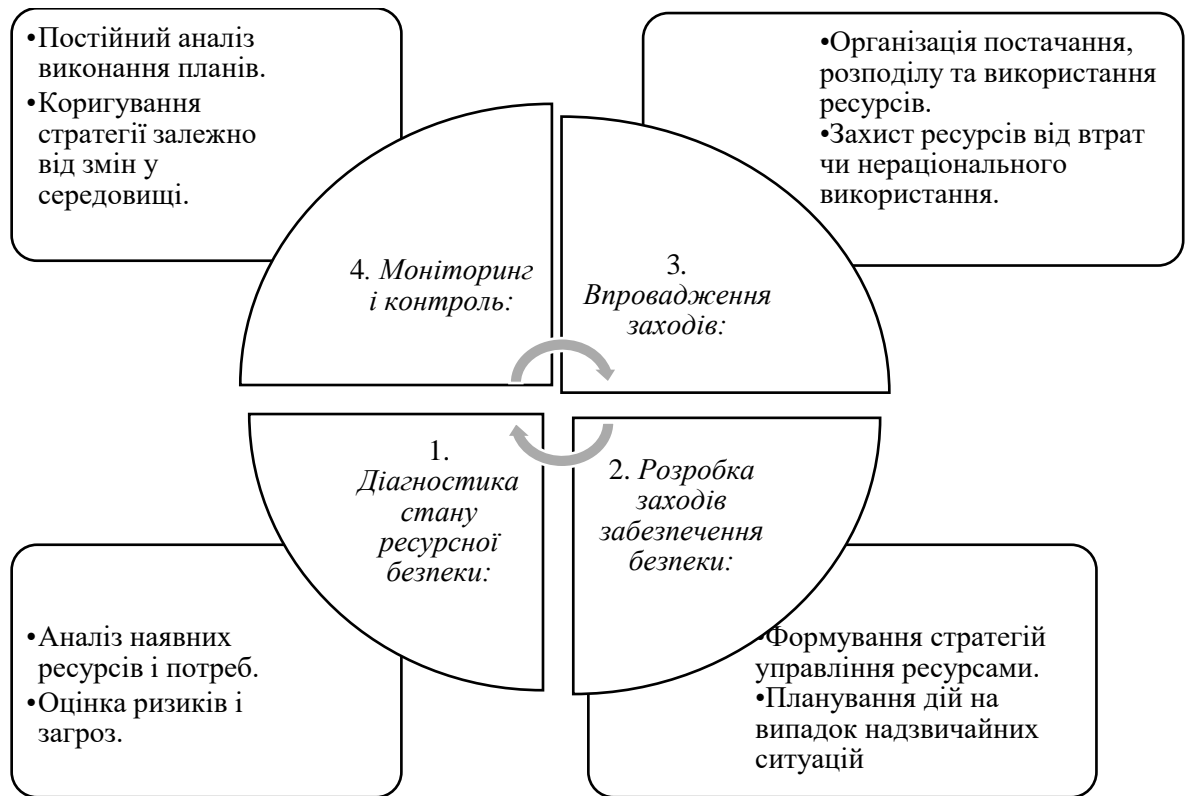 •Постійний аналіз
виконання планів.
•Коригування
стратегії залежно
від змін у
середовищі.
•Організація постачання,
розподілу та використання
ресурсів.
•Захист ресурсів від втрат
чи нераціонального
використання.
4. Моніторинг
і контроль:
3.
Впровадження
заходів:
1.
Діагностика
стану
ресурсної
безпеки:
2. Розробка
заходів
забезпечення
безпеки:
•Аналіз наявних
ресурсів і потреб.
•Оцінка ризиків і
загроз.
•Формування стратегій
управління ресурсами.
•Планування дій на
випадок надзвичайних
ситуацій